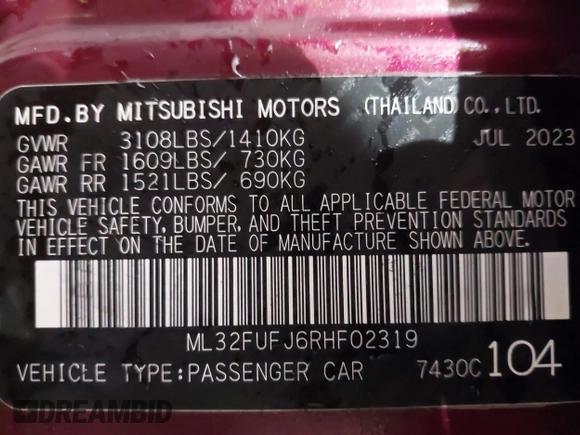 MFD.BY MITSUBISHI MOTORS (THAILAND)CO.,LTD.
GVWR 3108LBS/1410KG JUL 2023
GAWR FR 1609LBS/ 730KG
GAWR RR 1521LBS/ 690KG
THIS VEHICLE CONFORMS TO ALL APPLICABLE FEDERAL MOTOR
VEHICLE SAFETY, BUMPER, AND THEFT PREVENTION STANDARDS
IN EFFECT ON THE DATE OF MANUFACTURE SHOWN ABOVE.
ML32FUFJ6RHF02319
VEHICLE TYPE:PASSENGER CAR 7430C 104
DREAMBID